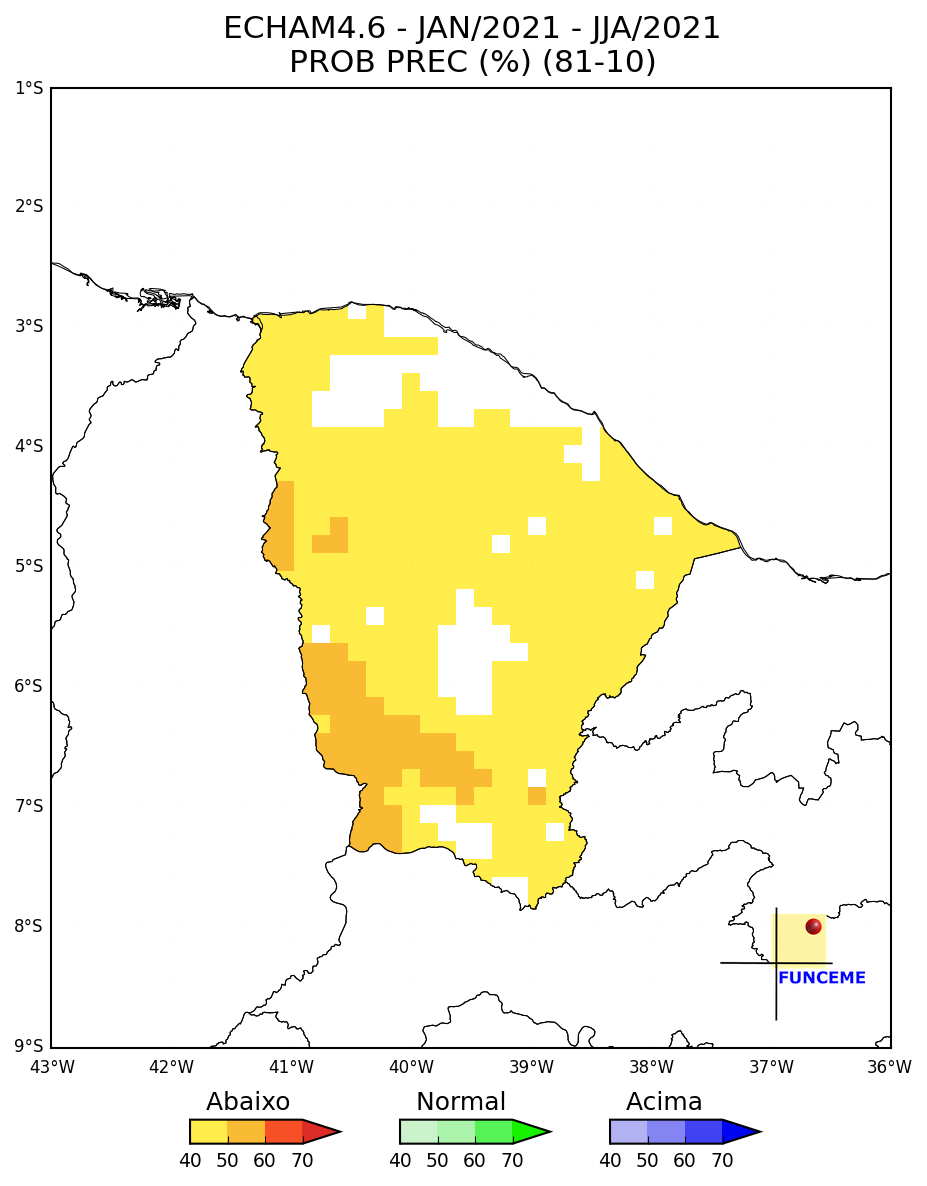 ECHAM4.6 - JAN/2021 - JJA/2021
PROB PREC (%) (81-10)
1°S
2°S
3°S
4°S
5°S
6°S
7°S
8°S
9°S
FUNCEME
43°W 42°W 41°W 40°W 39°W 38°W 37°W 36°W
Abaixo Normal Acima
40 50 60 70 40 50 60 70 40 50 60 70